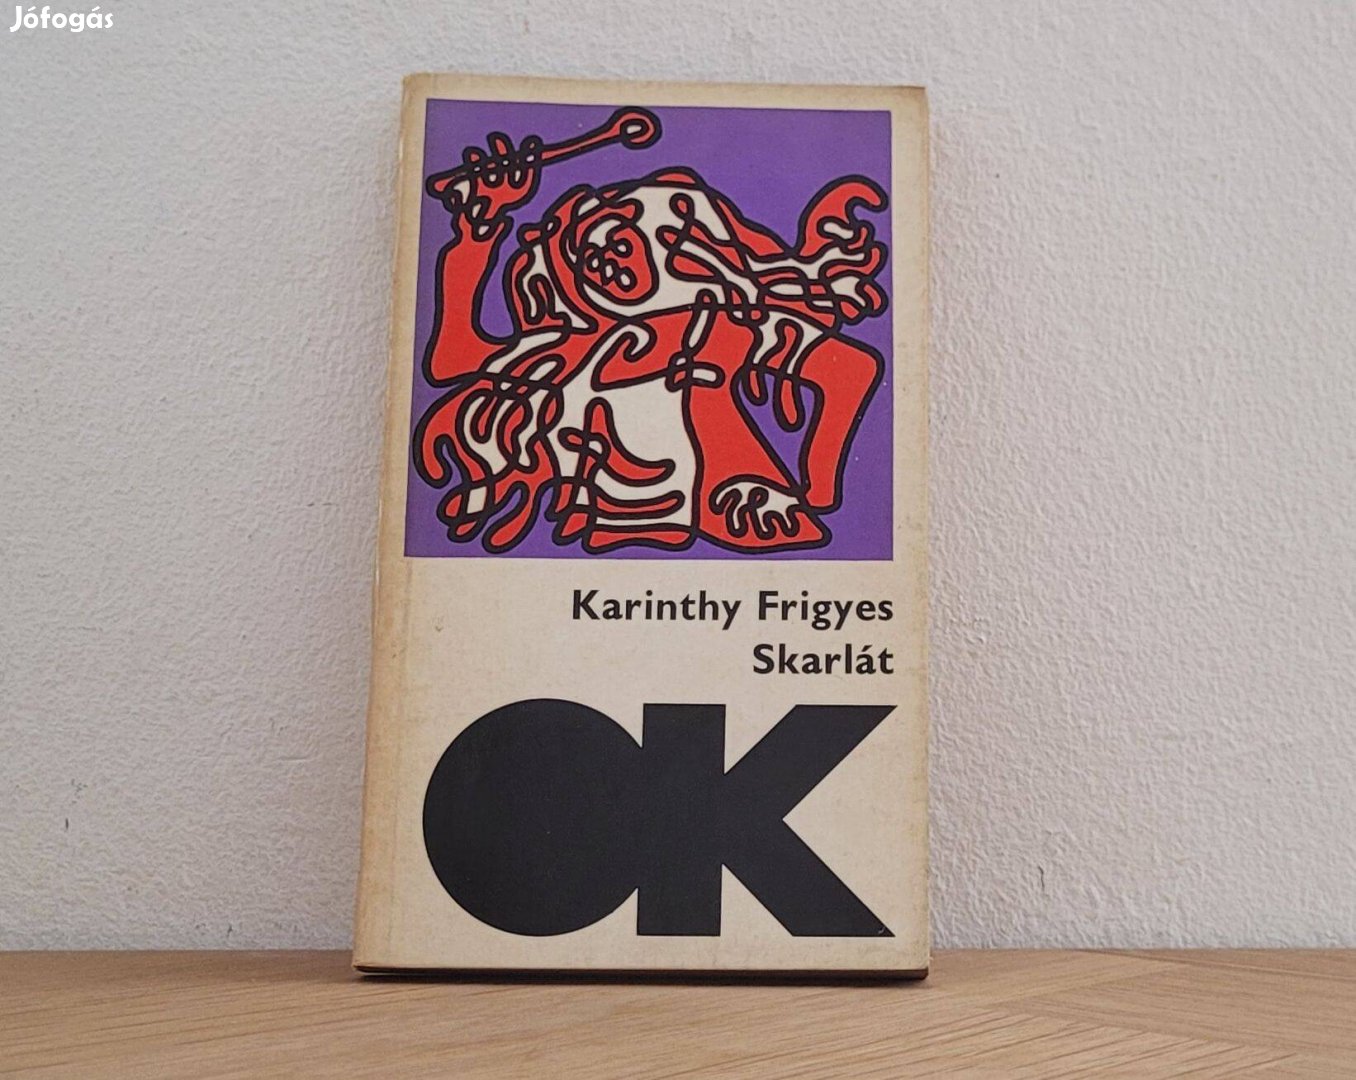 Jófogás
Karinthy Frigyes
Skarlát
OK